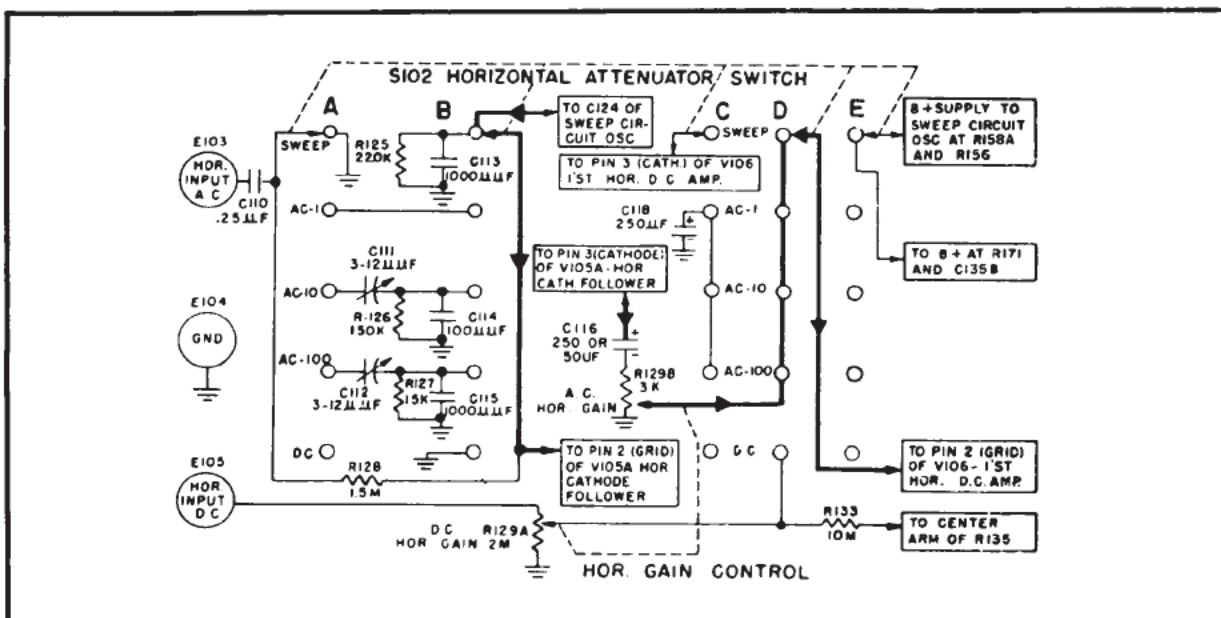 S102 HORIZONTAL ATTENUATOR SWITCH
A
B
C
D
E
SWEEP
E103
HOR.
INPUT
A C
C110
.25µF
R125
220K
C113
1000µµF
TO C124 OF
SWEEP CIR-
CUIT OSC
SWEEP
TO PIN 3 (CATH.) OF V106
1'ST HOR. D.C AMP.
B+SUPPLY TO
SWEEP CIRCUIT
OSC AT R158A
AND R156
AC-1
C118
250µF
+
AC-1
TO PIN 3(CATHODE)
OF V105A-HOR
CATH. FOLLOWER
TO B+ AT R171
AND C135B
C111
3-12µµF
AC-10
R-126
150K
C114
100µµF
AC-10
E104
GND
C116
250 OR
50UF
+
-
AC-100
C112
3-12µµF
R127
15K
C115
1000µµF
R129B
3K
A.C.
HOR. GAIN
AC-100
DC
DC
E105
HOR.
INPUT
D.C
R128
1.5M
TO PIN 2 (GRID)
OF V105A HOR
CATHODE
FOLLOWER
TO PIN 2 (GRID)
OF V106-1'ST
HOR. D.C. AMP.
D.C
HOR GAIN
R129A
2M
R133
10M
TO CENTER
ARM OF R135
HOR. GAIN CONTROL